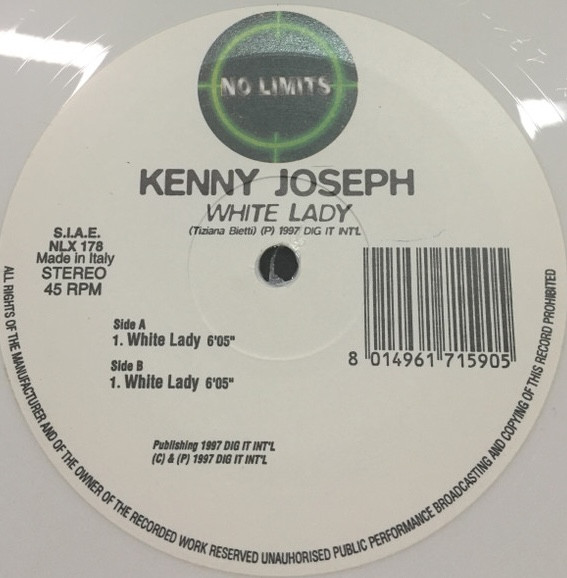 NO LIMITS
KENNY JOSEPH
WHITE LADY
(Tiziana Bietti) (P) 1997 DIG IT INT'L
S.I.A.E.
NLX 178
Made in Italy
STEREO
45 RPM
Side A
1. White Lady 6'05"
Side B
1. White Lady 6'05"
8 014961 715905
Publishing 1997 DIG IT INT'L
(C) & (P) 1997 DIG IT INT'L
ALL RIGHTS OF THE MANUFACTURER AND OF THE OWNER OF THE RECORDED WORK RESERVED UNAUHORISED PUBLIC PERFORMANCE BROADCASTING AND COPYING OF THIS RECORD PROHIBITED